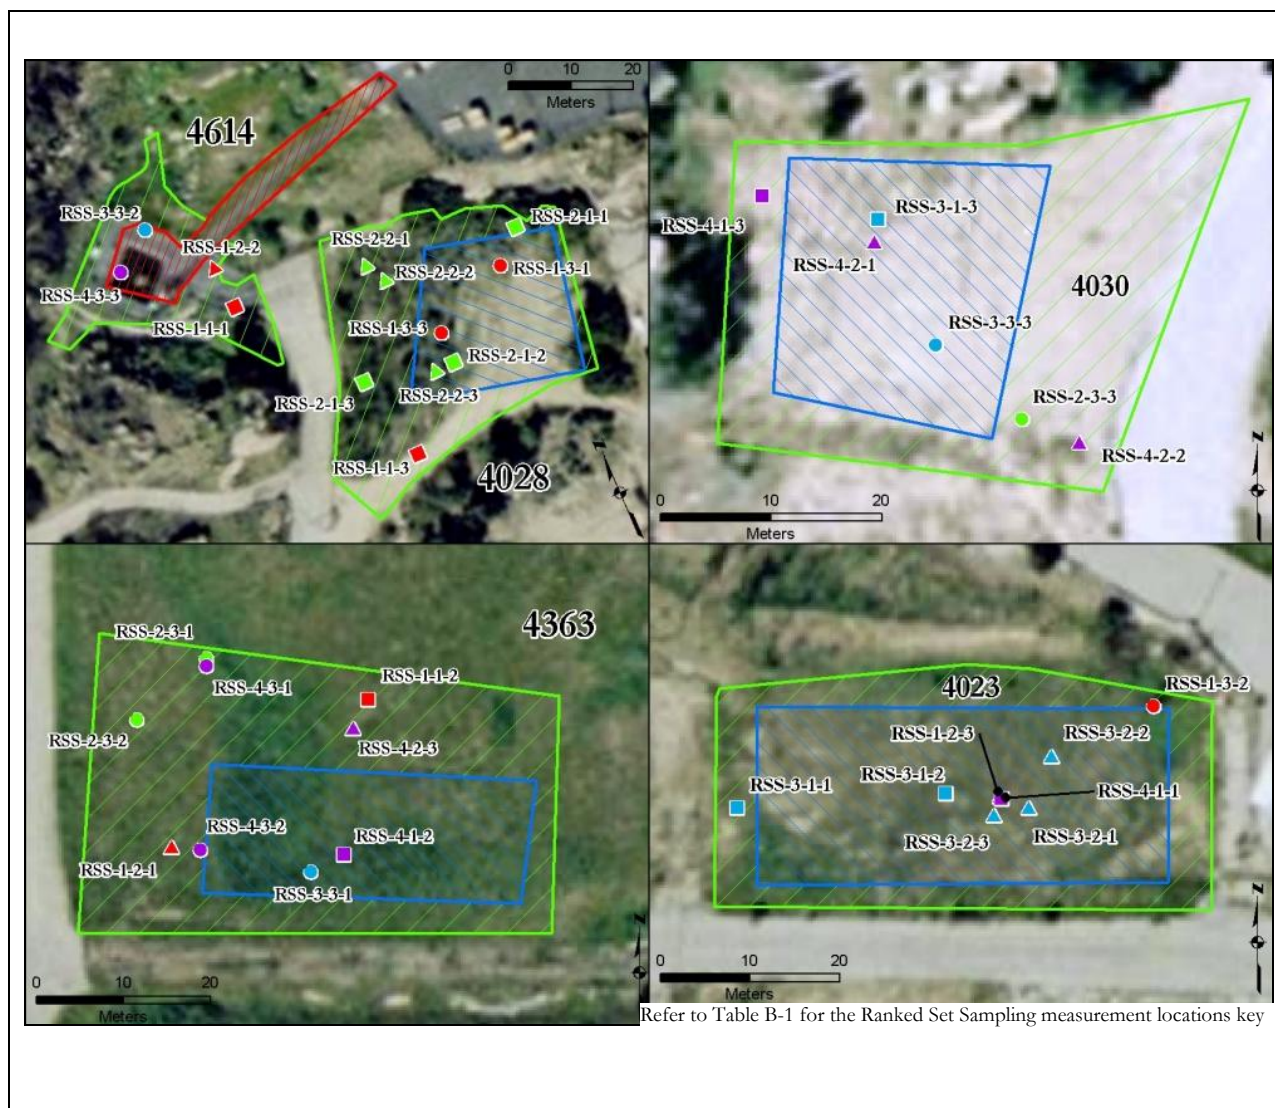 4614
0 10 20
Meters
RSS-3-3-2
RSS-1-2-2
RSS-4-3-3
RSS-1-1-1
RSS-2-1-1
RSS-2-2-1
RSS-2-2-2
RSS-1-3-1
RSS-1-3-3
RSS-2-1-2
RSS-2-1-3
RSS-2-2-3
RSS-1-1-3
4028
N
RSS-4-1-3
RSS-3-1-3
RSS-4-2-1
4030
RSS-3-3-3
RSS-2-3-3
RSS-4-2-2
0 10 20
Meters
N
4363
RSS-2-3-1
RSS-4-3-1
RSS-1-1-2
RSS-2-3-2
RSS-4-2-3
RSS-4-3-2
RSS-4-1-2
RSS-1-2-1
RSS-3-3-1
0 10 20
Meters
N
4023
RSS-1-3-2
RSS-1-2-3
RSS-3-2-2
RSS-3-1-1
RSS-3-1-2
RSS-4-1-1
RSS-3-2-3
RSS-3-2-1
0 10 20
Meters
N
Refer to Table B-1 for the Ranked Set Sampling measurement locations key